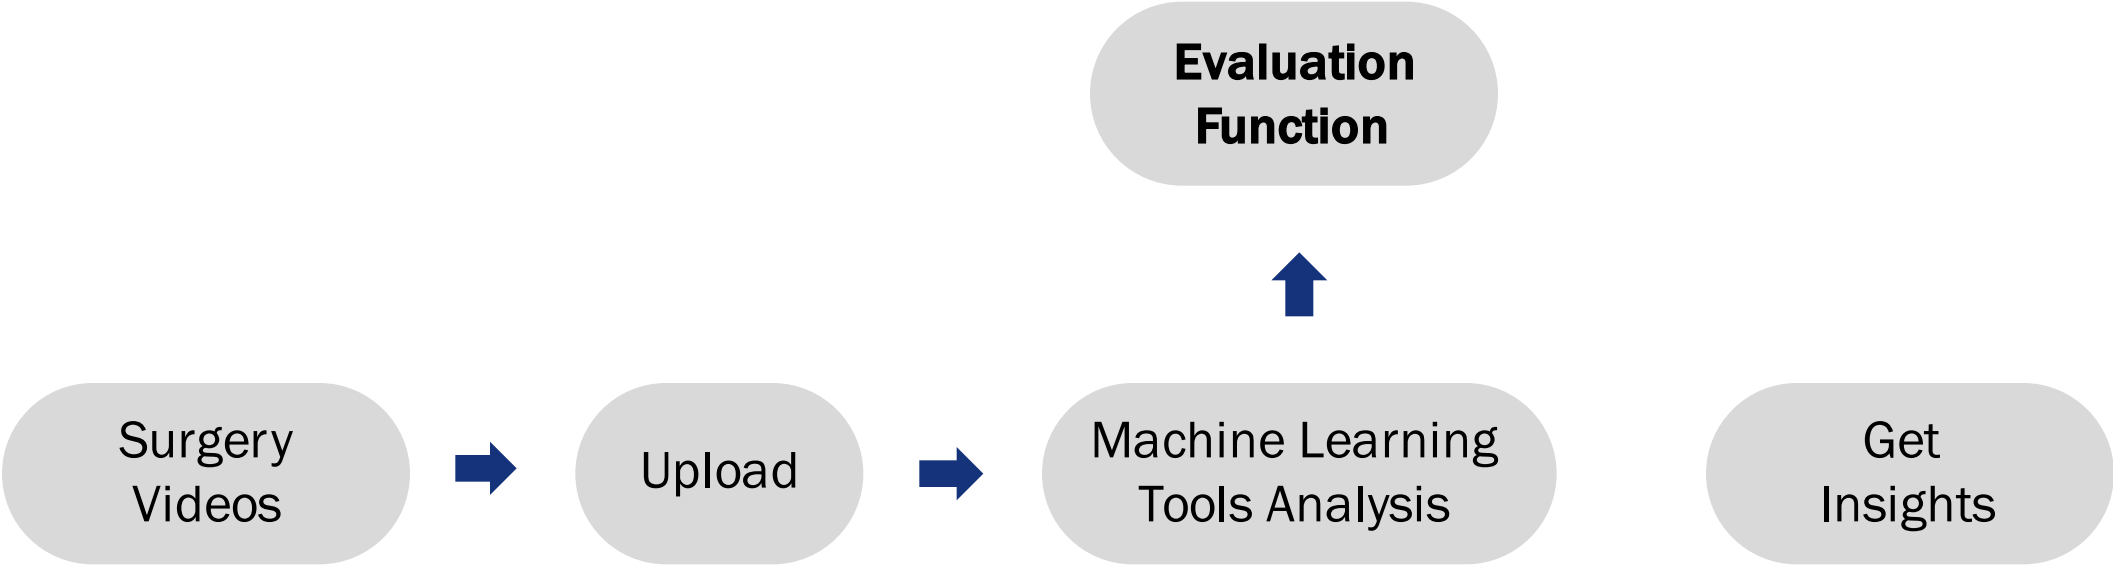 Evaluation
Function
Surgery
Videos
Upload
Machine Learning
Tools Analysis
Get
Insights